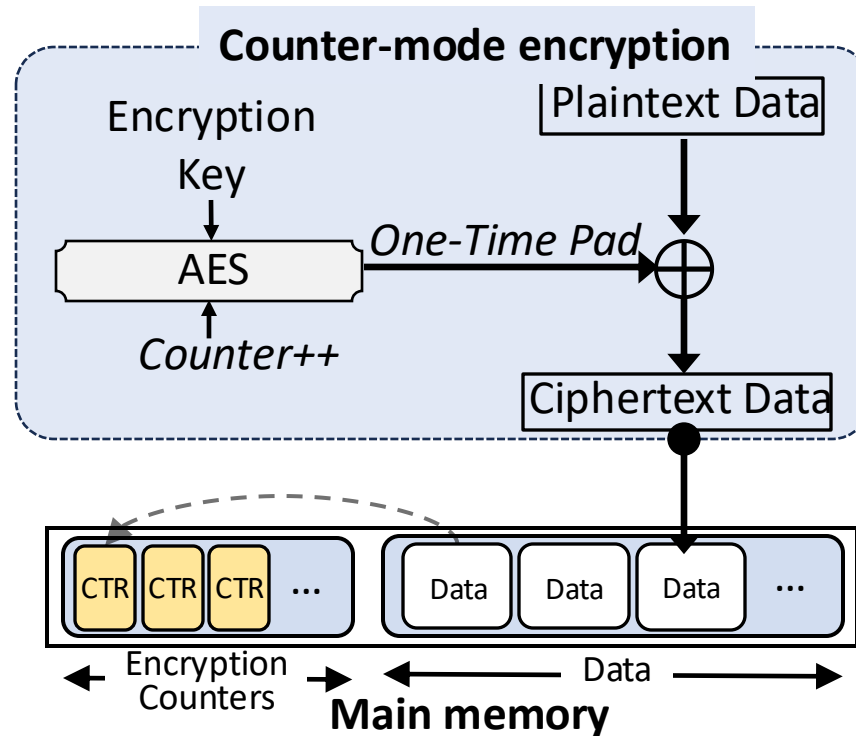 Counter-mode encryption
Encryption
Key
Plaintext Data
One-Time Pad
AES
Counter++
Ciphertext Data
CTR CTR CTR ... Data Data Data ...
Encryption
Counters
Data
Main memory